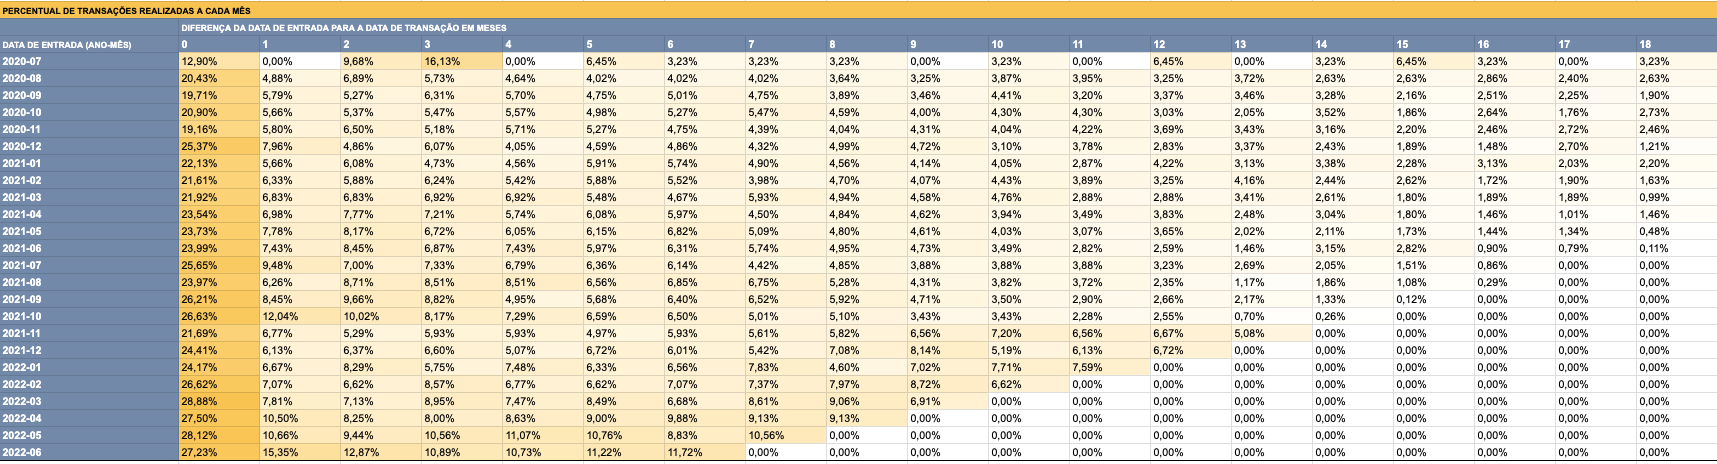 PERCENTUAL DE TRANSAÇÕES REALIZADAS A CADA MÊS
DIFERENÇA DA DATA DE ENTRADA PARA A DATA DE TRANSAÇÃO EM MESES
DATA DE ENTRADA (ANO-MÊS) 0 1 2 3 4 5 6 7 8 9 10 11 12 13 14 15 16 17 18
2020-07 12,90% 0,00% 9,68% 16,13% 0,00% 6,45% 3,23% 3,23% 3,23% 0,00% 3,23% 0,00% 6,45% 0,00% 3,23% 6,45% 3,23% 0,00% 3,23%
2020-08 20,43% 4,88% 6,89% 5,73% 4,64% 4,02% 4,02% 4,02% 3,64% 3,25% 3,87% 3,95% 3,25% 3,72% 2,63% 2,63% 2,86% 2,40% 2,63%
2020-09 19,71% 5,79% 5,27% 6,31% 5,70% 4,75% 5,01% 4,75% 3,89% 3,46% 4,41% 3,20% 3,37% 3,46% 3,28% 2,16% 2,51% 2,25% 1,90%
2020-10 20,90% 5,66% 5,37% 5,47% 5,57% 4,98% 5,27% 5,47% 4,59% 4,00% 4,30% 4,30% 3,03% 2,05% 3,52% 1,86% 2,64% 1,76% 2,73%
2020-11 19,16% 5,80% 6,50% 5,18% 5,71% 5,27% 4,75% 4,39% 4,04% 4,31% 4,04% 4,22% 3,69% 3,43% 3,16% 2,20% 2,46% 2,72% 2,46%
2020-12 25,37% 7,96% 4,86% 6,07% 4,05% 4,59% 4,86% 4,32% 4,99% 4,72% 3,10% 3,78% 2,83% 3,37% 2,43% 1,89% 1,48% 2,70% 1,21%
2021-01 22,13% 5,66% 6,08% 4,73% 4,56% 5,91% 5,74% 4,90% 4,56% 4,14% 4,05% 2,87% 4,22% 3,13% 3,38% 2,28% 3,13% 2,03% 2,20%
2021-02 21,61% 6,33% 5,88% 6,24% 5,42% 5,88% 5,52% 3,98% 4,70% 4,07% 4,43% 3,89% 3,25% 4,16% 2,44% 2,62% 1,72% 1,90% 1,63%
2021-03 21,92% 6,83% 6,83% 6,92% 6,92% 5,48% 4,67% 5,93% 4,94% 4,58% 4,76% 2,88% 2,88% 3,41% 2,61% 1,80% 1,89% 1,89% 0,99%
2021-04 23,54% 6,98% 7,77% 7,21% 5,74% 6,08% 5,97% 4,50% 4,84% 4,62% 3,94% 3,49% 3,83% 2,48% 3,04% 1,80% 1,46% 1,01% 1,46%
2021-05 23,73% 7,78% 8,17% 6,72% 6,05% 6,15% 6,82% 5,09% 4,80% 4,61% 4,03% 3,07% 3,65% 2,02% 2,11% 1,73% 1,44% 1,34% 0,48%
2021-06 23,99% 7,43% 8,45% 6,87% 7,43% 5,97% 6,31% 5,74% 4,95% 4,73% 3,49% 2,82% 2,59% 1,46% 3,15% 2,82% 0,90% 0,79% 0,11%
2021-07 25,65% 9,48% 7,00% 7,33% 6,79% 6,36% 6,14% 4,42% 4,85% 3,88% 3,88% 3,88% 3,23% 2,69% 2,05% 1,51% 0,86% 0,00% 0,00%
2021-08 23,97% 6,26% 8,71% 8,51% 8,51% 6,56% 6,85% 6,75% 5,28% 4,31% 3,82% 3,72% 2,35% 1,17% 1,86% 1,08% 0,29% 0,00% 0,00%
2021-09 26,21% 8,45% 9,66% 8,82% 4,95% 5,68% 6,40% 6,52% 5,92% 4,71% 3,50% 2,90% 2,66% 2,17% 1,33% 0,12% 0,00% 0,00% 0,00%
2021-10 26,63% 12,04% 10,02% 8,17% 7,29% 6,59% 6,50% 5,01% 5,10% 3,43% 3,43% 2,28% 2,55% 0,70% 0,26% 0,00% 0,00% 0,00% 0,00%
2021-11 21,69% 6,77% 5,29% 5,93% 5,93% 4,97% 5,93% 5,61% 5,82% 6,56% 7,20% 6,56% 6,67% 5,08% 0,00% 0,00% 0,00% 0,00% 0,00%
2021-12 24,41% 6,13% 6,37% 6,60% 5,07% 6,72% 6,01% 5,42% 7,08% 8,14% 5,19% 6,13% 6,72% 0,00% 0,00% 0,00% 0,00% 0,00% 0,00%
2022-01 24,17% 6,67% 8,29% 5,75% 7,48% 6,33% 6,56% 7,83% 4,60% 7,02% 7,71% 7,59% 0,00% 0,00% 0,00% 0,00% 0,00% 0,00% 0,00%
2022-02 26,62% 7,07% 6,62% 8,57% 6,77% 6,62% 7,07% 7,37% 7,97% 8,72% 6,62% 0,00% 0,00% 0,00% 0,00% 0,00% 0,00% 0,00% 0,00%
2022-03 28,88% 7,81% 7,13% 8,95% 7,47% 8,49% 6,68% 8,61% 9,06% 6,91% 0,00% 0,00% 0,00% 0,00% 0,00% 0,00% 0,00% 0,00% 0,00%
2022-04 27,50% 10,50% 8,25% 8,00% 8,63% 9,00% 9,88% 9,13% 9,13% 0,00% 0,00% 0,00% 0,00% 0,00% 0,00% 0,00% 0,00% 0,00% 0,00%
2022-05 28,12% 10,66% 9,44% 10,56% 11,07% 10,76% 8,83% 10,56% 0,00% 0,00% 0,00% 0,00% 0,00% 0,00% 0,00% 0,00% 0,00% 0,00% 0,00%
2022-06 27,23% 15,35% 12,87% 10,89% 10,73% 11,22% 11,72% 0,00% 0,00% 0,00% 0,00% 0,00% 0,00% 0,00% 0,00% 0,00% 0,00% 0,00% 0,00%